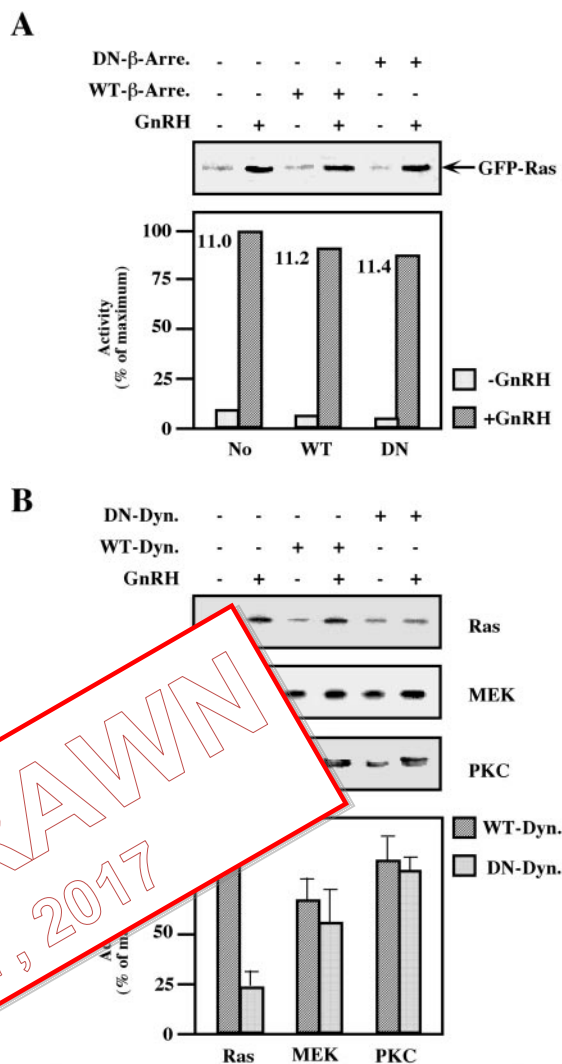 A
DN-β-Arre. - - - - + +
WT-β-Arre. - - + + - -
GnRH - + - + - +
GFP-Ras
100
75
50
25
0
Activity
(% of maximum)
11.0
11.2
11.4
-GnRH
+GnRH
No WT DN
B
DN-Dyn. - - - - + +
WT-Dyn. - - + + - -
GnRH - + - + - +
Ras
MEK
PKC
WT-Dyn.
DN-Dyn.
50
25
0
Ras MEK PKC
, 2017